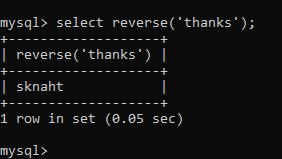 mysql> select reverse('thanks');
+-------------------+
| reverse('thanks') |
+-------------------+
| sknaht            |
+-------------------+
1 row in set (0.05 sec)
mysql>